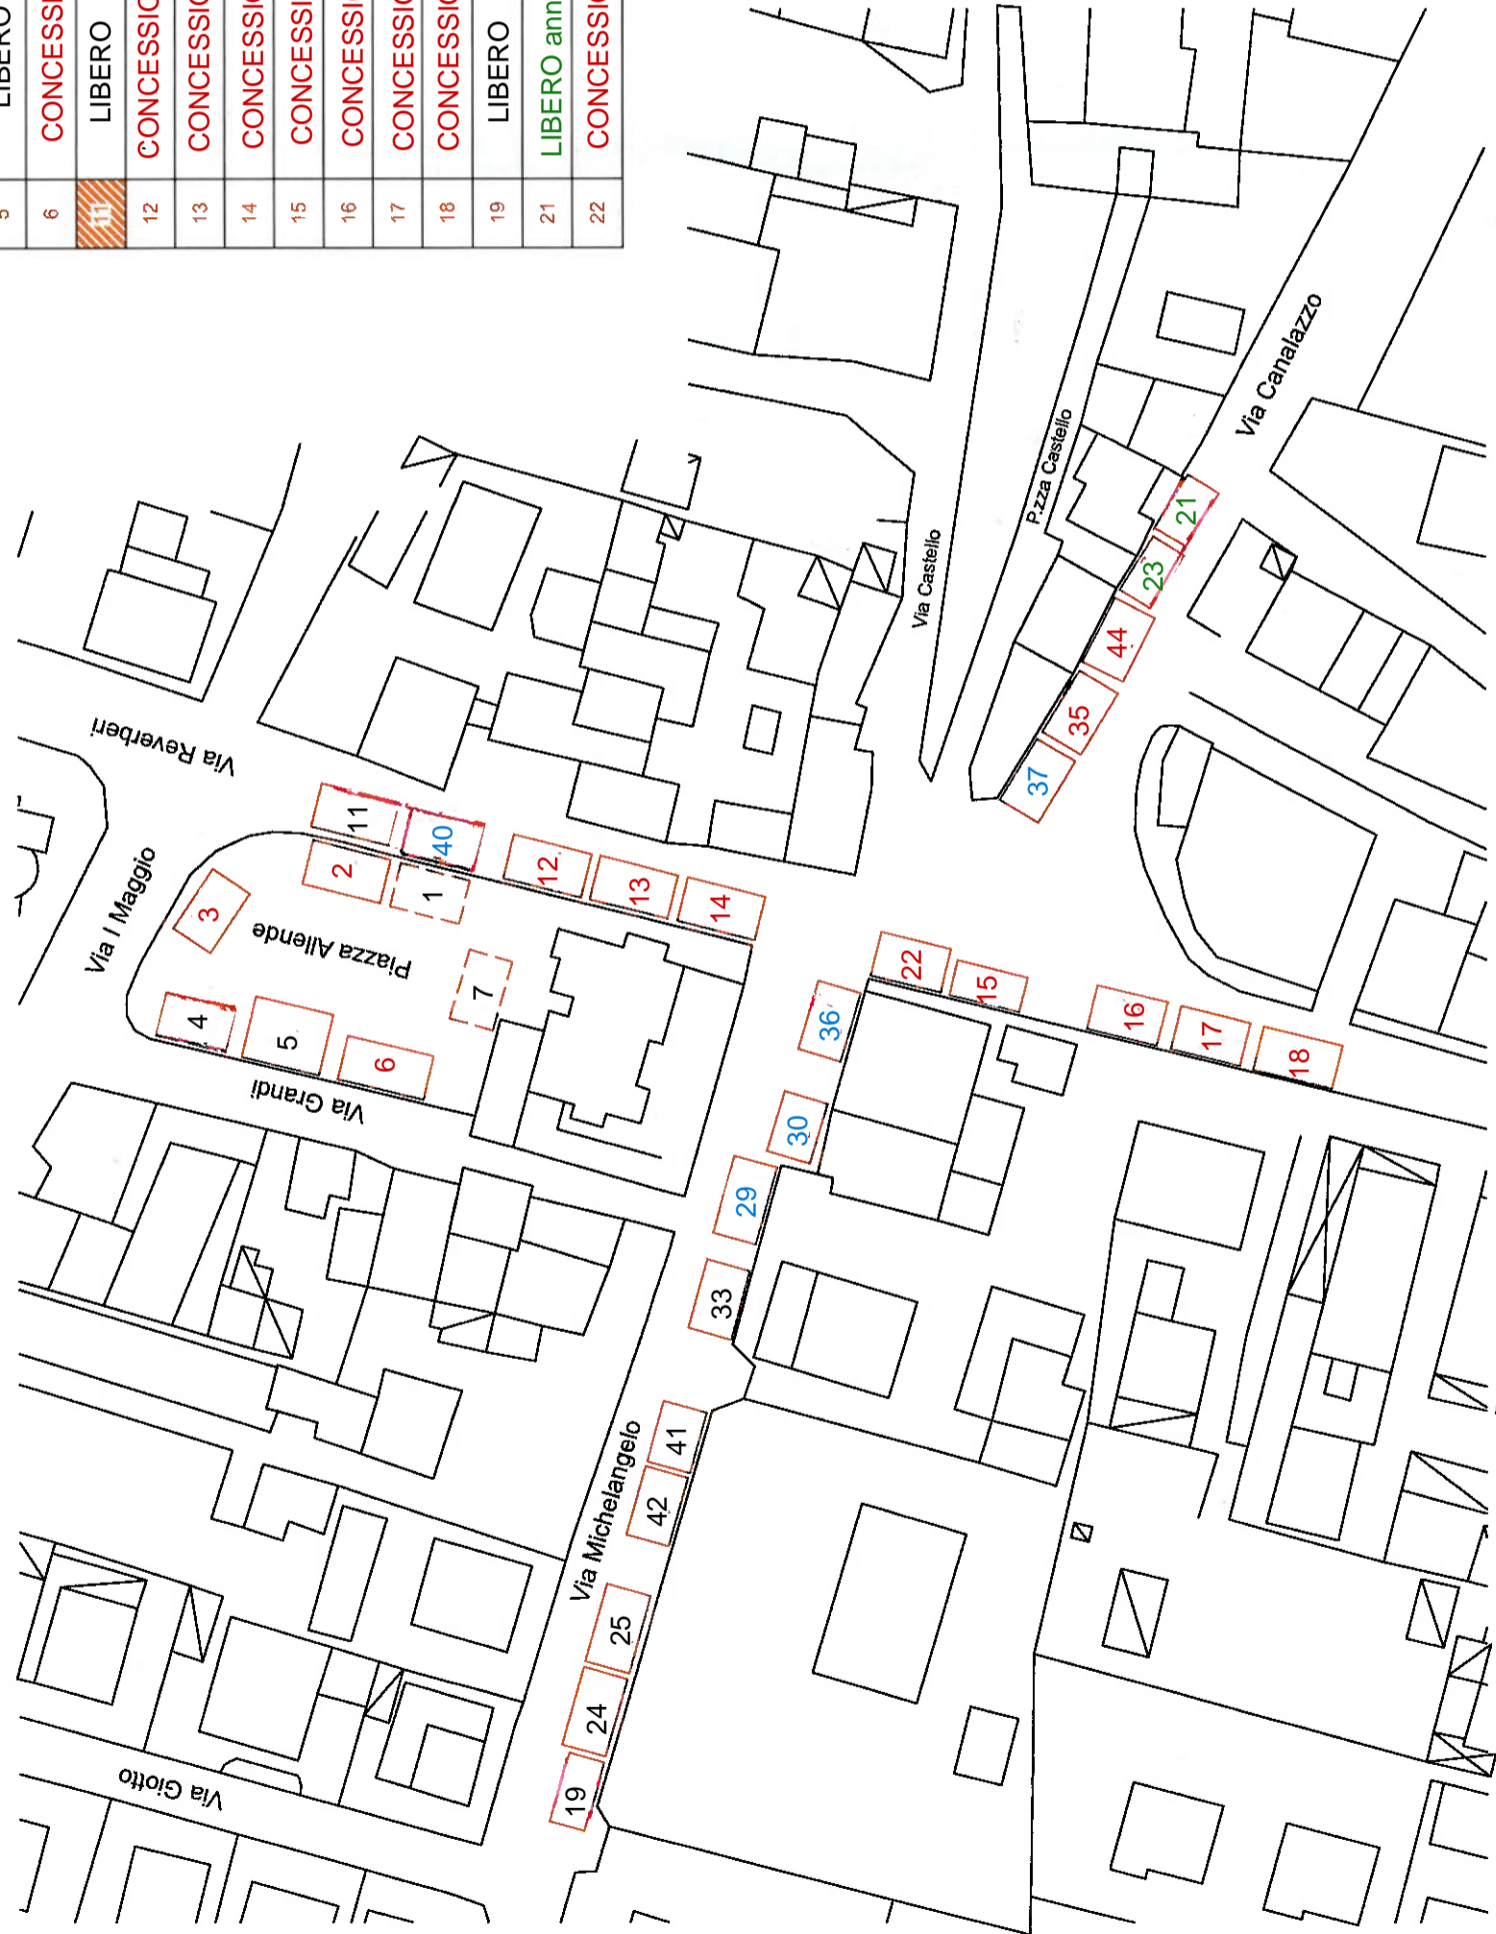 5 LIBERO
6 CONCESSI
11 LIBERO
12 CONCESSIO
13 CONCESSIO
14 CONCESSIO
15 CONCESSI
16 CONCESSIO
17 CONCESSIO
18 CONCESSIO
19 LIBERO
21 LIBERO ann
22 CONCESSIO
Via I Maggio
Via Reverberi
Piazza Allende
Via Grandi
Via Giotto
Via Michelangelo
Via Castello
P.zza Castello
Via Canalazzo
3
4
5
6
7
2
1
11
40
12
13
14
19
24
25
42
41
33
29
30
36
22
15
16
17
18
37
35
44
23
21